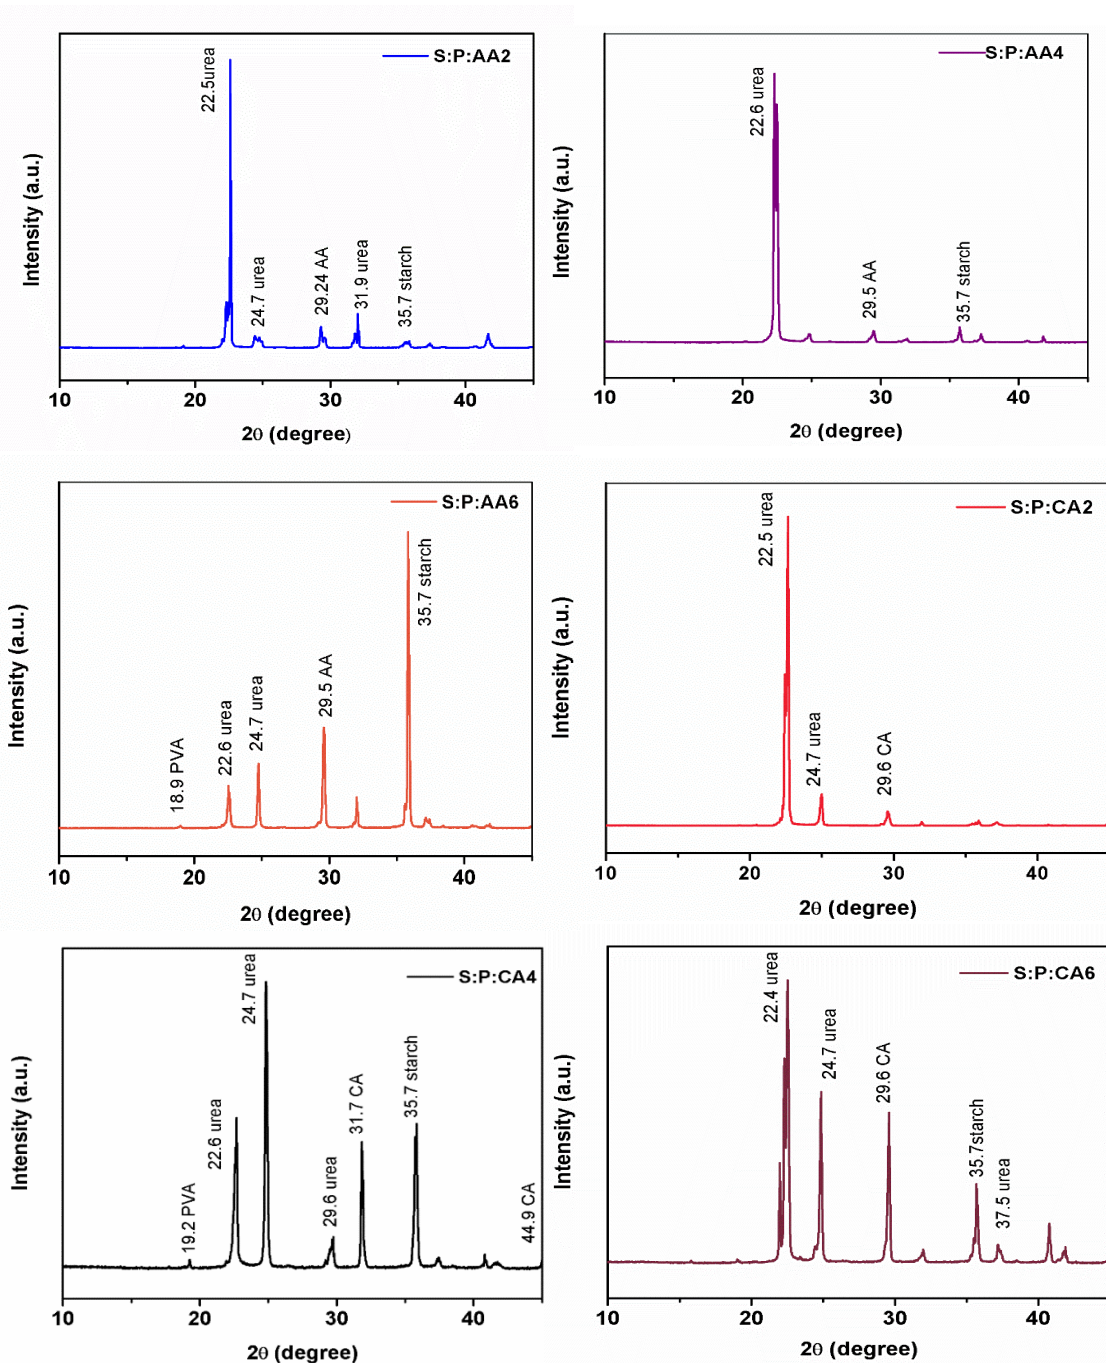 S:P:AA2
22.5urea
24.7 urea
29.24 AA
31.9 urea
35.7 starch
Intensity (a.u.)
10
20
30
40
2θ (degree)
S:P:AA4
22.6 urea
29.5 AA
35.7 starch
Intensity (a.u.)
10
20
30
40
2θ (degree)
S:P:AA6
18.9 PVA
22.6 urea
24.7 urea
29.5 AA
35.7 starch
Intensity (a.u.)
10
20
30
40
2θ (degree)
S:P:CA2
22.5 urea
24.7 urea
29.6 CA
Intensity (a.u.)
10
20
30
40
2θ (degree)
S:P:CA4
19.2 PVA
22.6 urea
24.7 urea
29.6 urea
31.7 CA
35.7 starch
44.9 CA
Intensity (a.u.)
10
20
30
40
2θ (degree)
S:P:CA6
22.4 urea
24.7 urea
29.6 CA
35.7starch
37.5 urea
Intensity (a.u.)
10
20
30
40
2θ (degree)